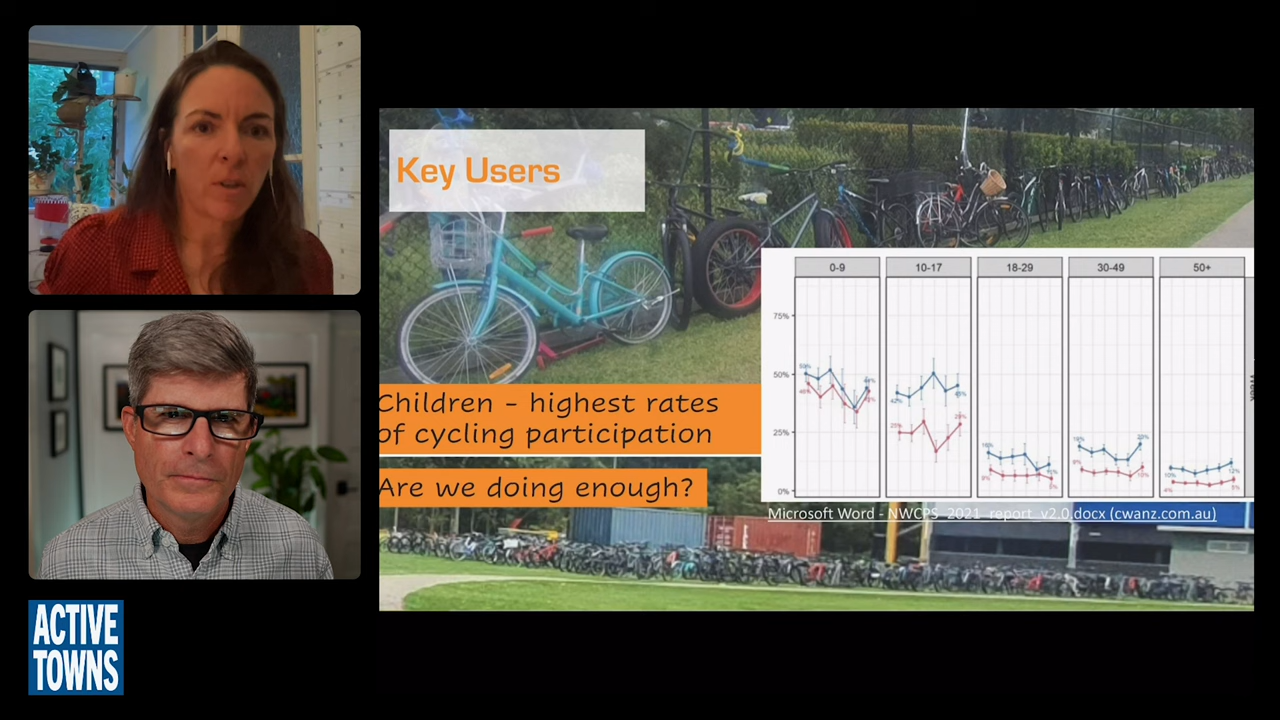 Key Users
Children - highest rates
of cycling participation
Are we doing enough?
0-9
10-17
18-29
30-49
50+
75%
50%
25%
0%
Microsoft Word - NWCPS_2021_report_v2.0.docx (cwanz.com.au)
ACTIVE
TOWNS